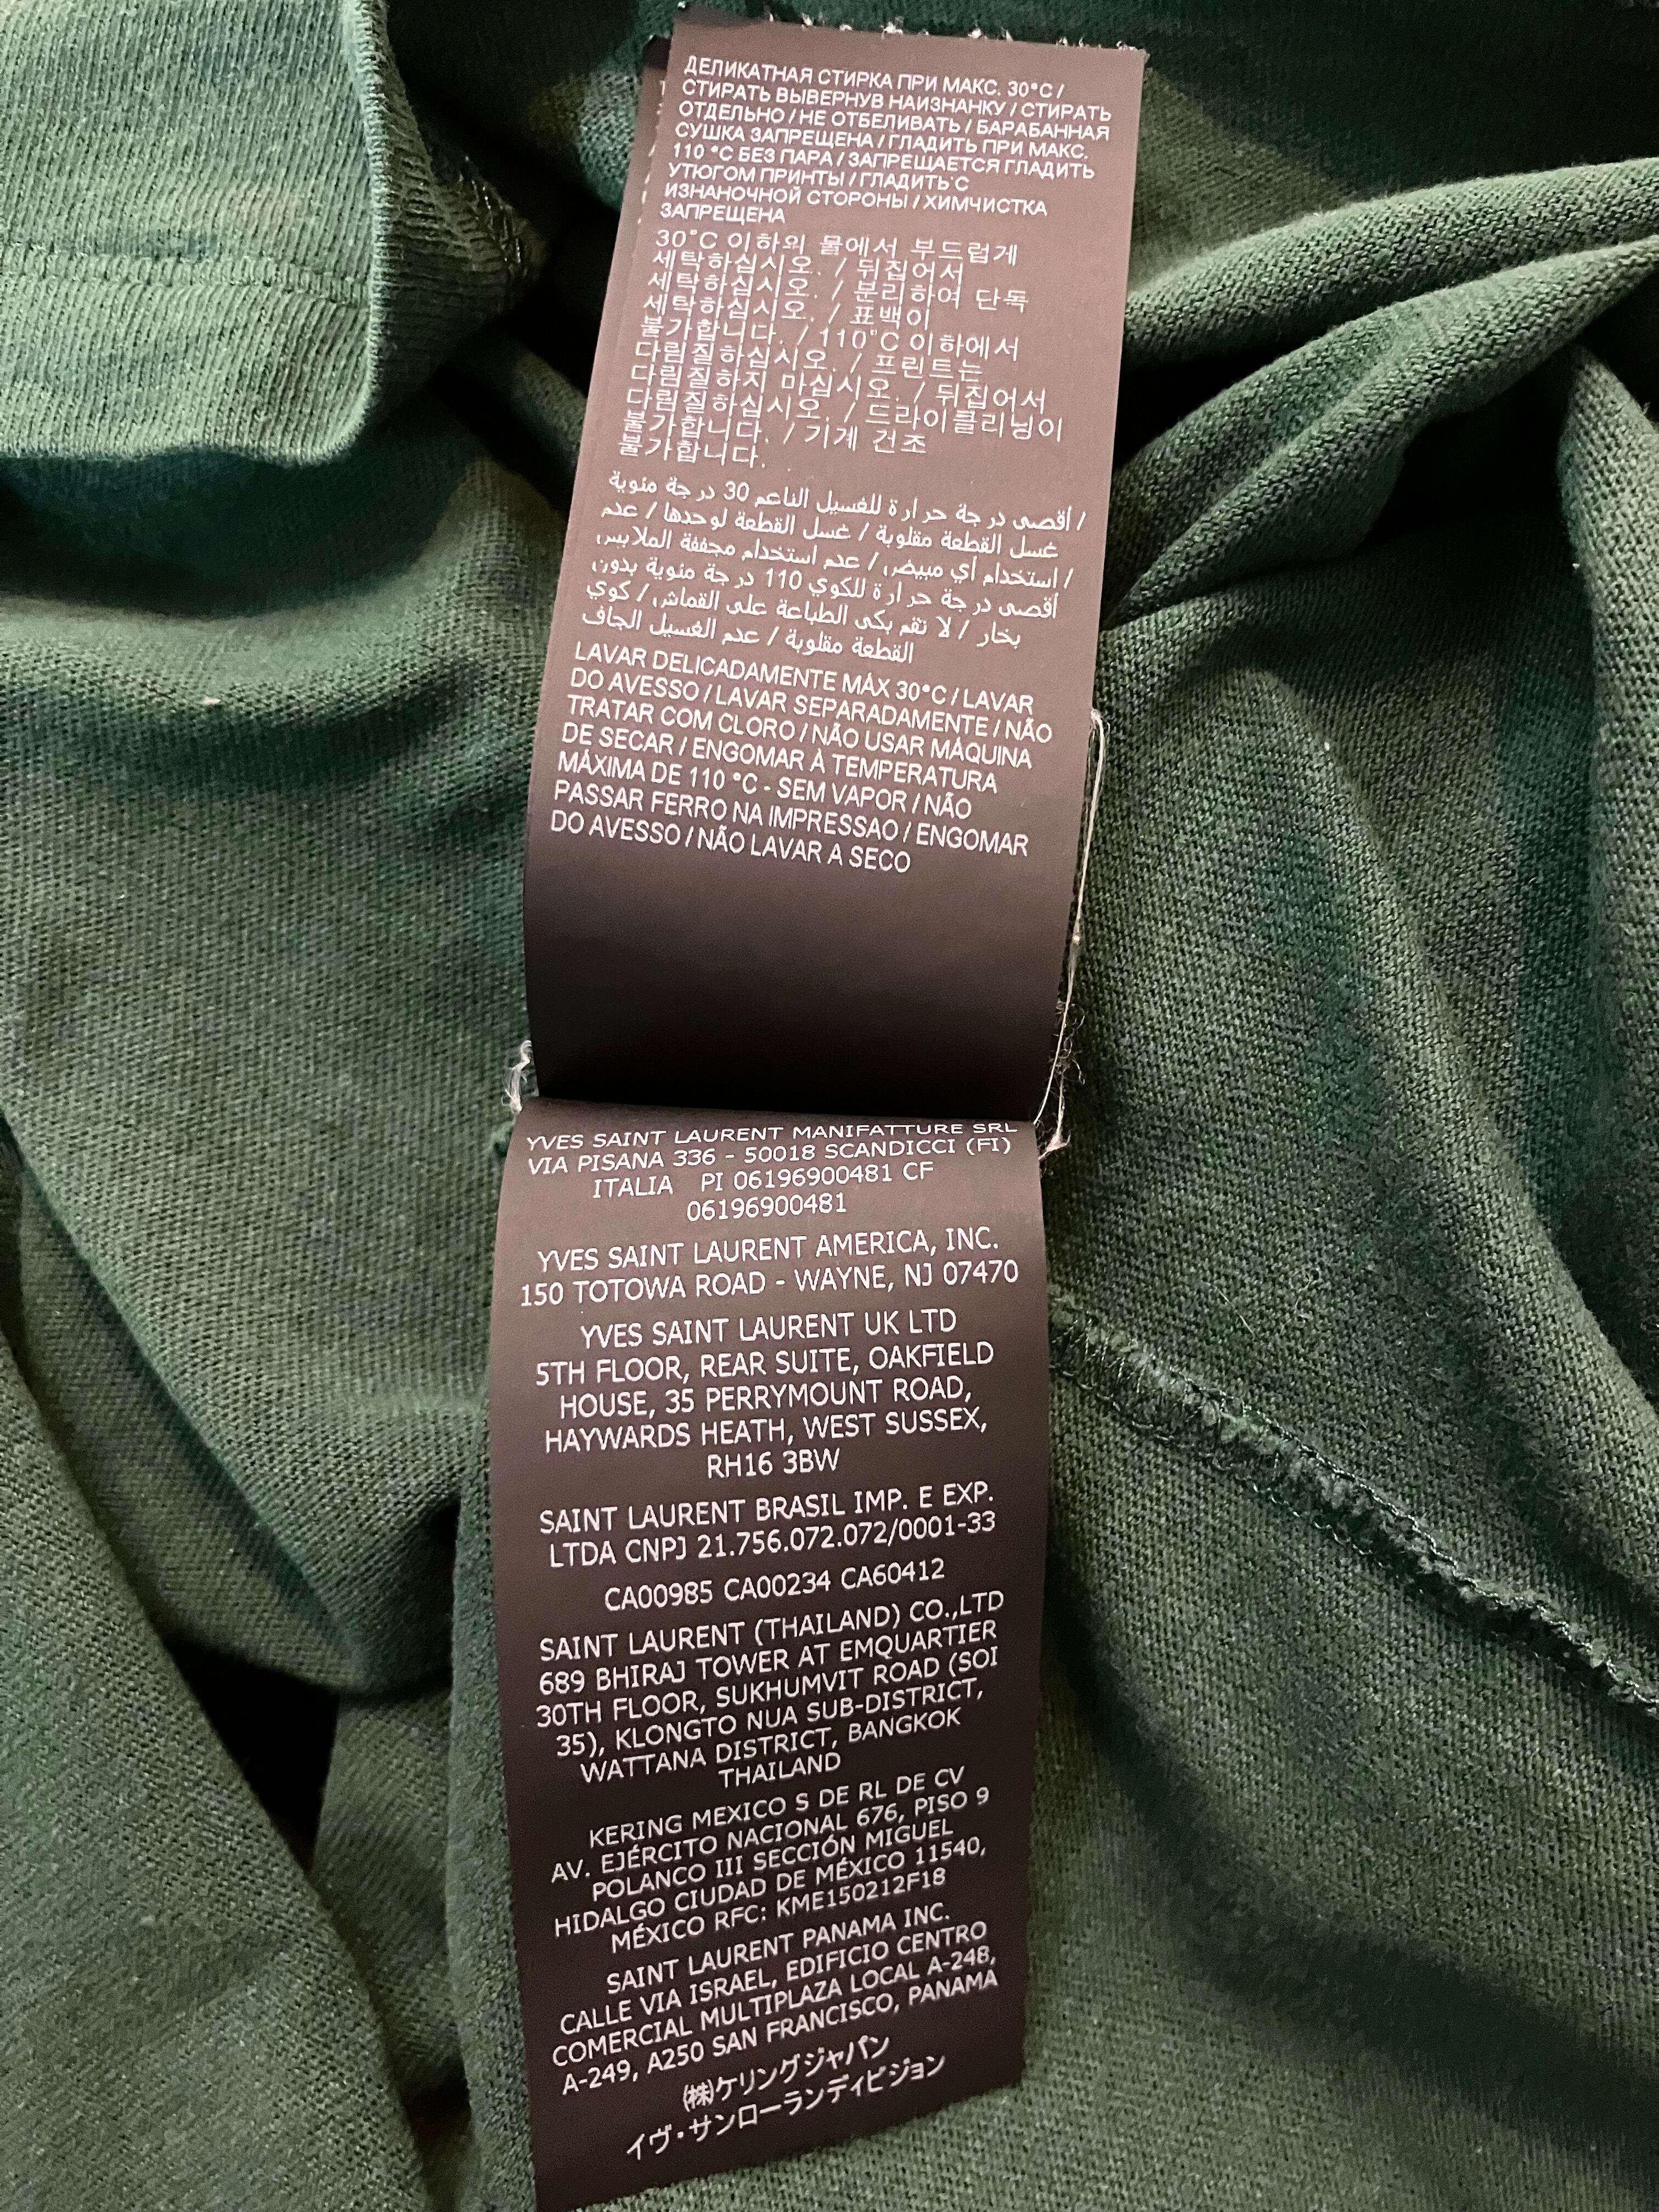 ДЕЛИКАТНАЯ СТИРКА ПРИ МАКС. 30°C /
СТИРАТЬ ВЫВЕРНУВ НАИЗНАНКУ / СТИРАТЬ
ОТДЕЛЬНО / НЕ ОТБЕЛИВАТЬ / БАРАБАННАЯ
СУШКА ЗАПРЕЩЕНА / ГЛАДИТЬ ПРИ МАКС.
110 °C БЕЗ ПАРА / ЗАПРЕЩАЕТСЯ ГЛАДИТЬ
УТЮГОМ ПРИНТЫ / ГЛАДИТЬ С
ИЗНАНОЧНОЙ СТОРОНЫ / ХИМЧИСТКА
ЗАПРЕЩЕНА
30°C 이하의 물에서 부드럽게
세탁하십시오. / 뒤집어서
세탁하십시오. / 분리하여 단독
세탁하십시오. / 표백이
불가합니다. / 110°C 이하에서
다림질하십시오. / 프린트는
다림질하지 마십시오. / 뒤집어서
다림질하십시오. / 드라이클리닝이
불가합니다. / 기계 건조
불가합니다.
أقصى درجة حرارة للغسيل الناعم 30 درجة مئوية /
غسل القطعة مقلوبة / غسل القطعة لوحدها / عدم
استخدام أي مبيض / عدم استخدام مجففة الملابس /
أقصى درجة حرارة للكوي 110 درجة مئوية بدون
بخار / لا تقم بكي الطباعة على القماش / كوي
القطعة مقلوبة / عدم الغسيل الجاف
LAVAR DELICADAMENTE MÁX 30°C / LAVAR
DO AVESSO / LAVAR SEPARADAMENTE / NÃO
TRATAR COM CLORO / NÃO USAR MÁQUINA
DE SECAR / ENGOMAR À TEMPERATURA
MÁXIMA DE 110 °C - SEM VAPOR / NÃO
PASSAR FERRO NA IMPRESSAO / ENGOMAR
DO AVESSO / NÃO LAVAR A SECO
YVES SAINT LAURENT MANIFATTURE SRL
VIA PISANA 336 - 50018 SCANDICCI (FI)
ITALIA PI 06196900481 CF
06196900481
YVES SAINT LAURENT AMERICA, INC.
150 TOTOWA ROAD - WAYNE, NJ 07470
YVES SAINT LAURENT UK LTD
5TH FLOOR, REAR SUITE, OAKFIELD
HOUSE, 35 PERRYMOUNT ROAD,
HAYWARDS HEATH, WEST SUSSEX,
RH16 3BW
SAINT LAURENT BRASIL IMP. E EXP.
LTDA CNPJ 21.756.072.072/0001-33
CA00985 CA00234 CA60412
SAINT LAURENT (THAILAND) CO.,LTD
689 BHIRAJ TOWER AT EMQUARTIER
30TH FLOOR, SUKHUMVIT ROAD (SOI
35), KLONGTO NUA SUB-DISTRICT,
WATTANA DISTRICT, BANGKOK
THAILAND
KERING MEXICO S DE RL DE CV
AV. EJÉRCITO NACIONAL 676, PISO 9
POLANCO III SECCIÓN MIGUEL
HIDALGO CIUDAD DE MÉXICO 11540,
MÉXICO RFC: KME150212F18
SAINT LAURENT PANAMA INC.
CALLE VIA ISRAEL, EDIFICIO CENTRO
COMERCIAL MULTIPLAZA LOCAL A-248,
A-249, A250 SAN FRANCISCO, PANAMA
(株)ケリングジャパン
イヴ・サンローランディビジョン